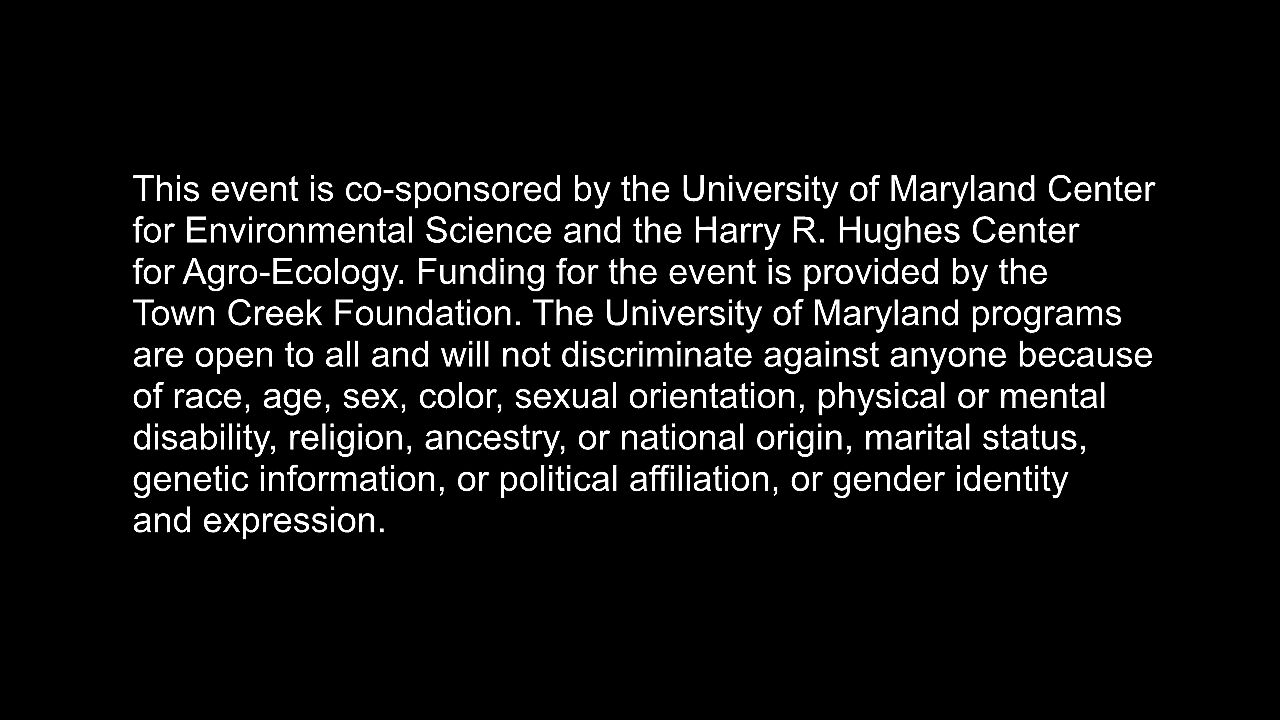 This event is co-sponsored by the University of Maryland Center
for Environmental Science and the Harry R. Hughes Center
for Agro-Ecology. Funding for the event is provided by the
Town Creek Foundation. The University of Maryland programs
are open to all and will not discriminate against anyone because
of race, age, sex, color, sexual orientation, physical or mental
disability, religion, ancestry, or national origin, marital status,
genetic information, or political affiliation, or gender identity
and expression.